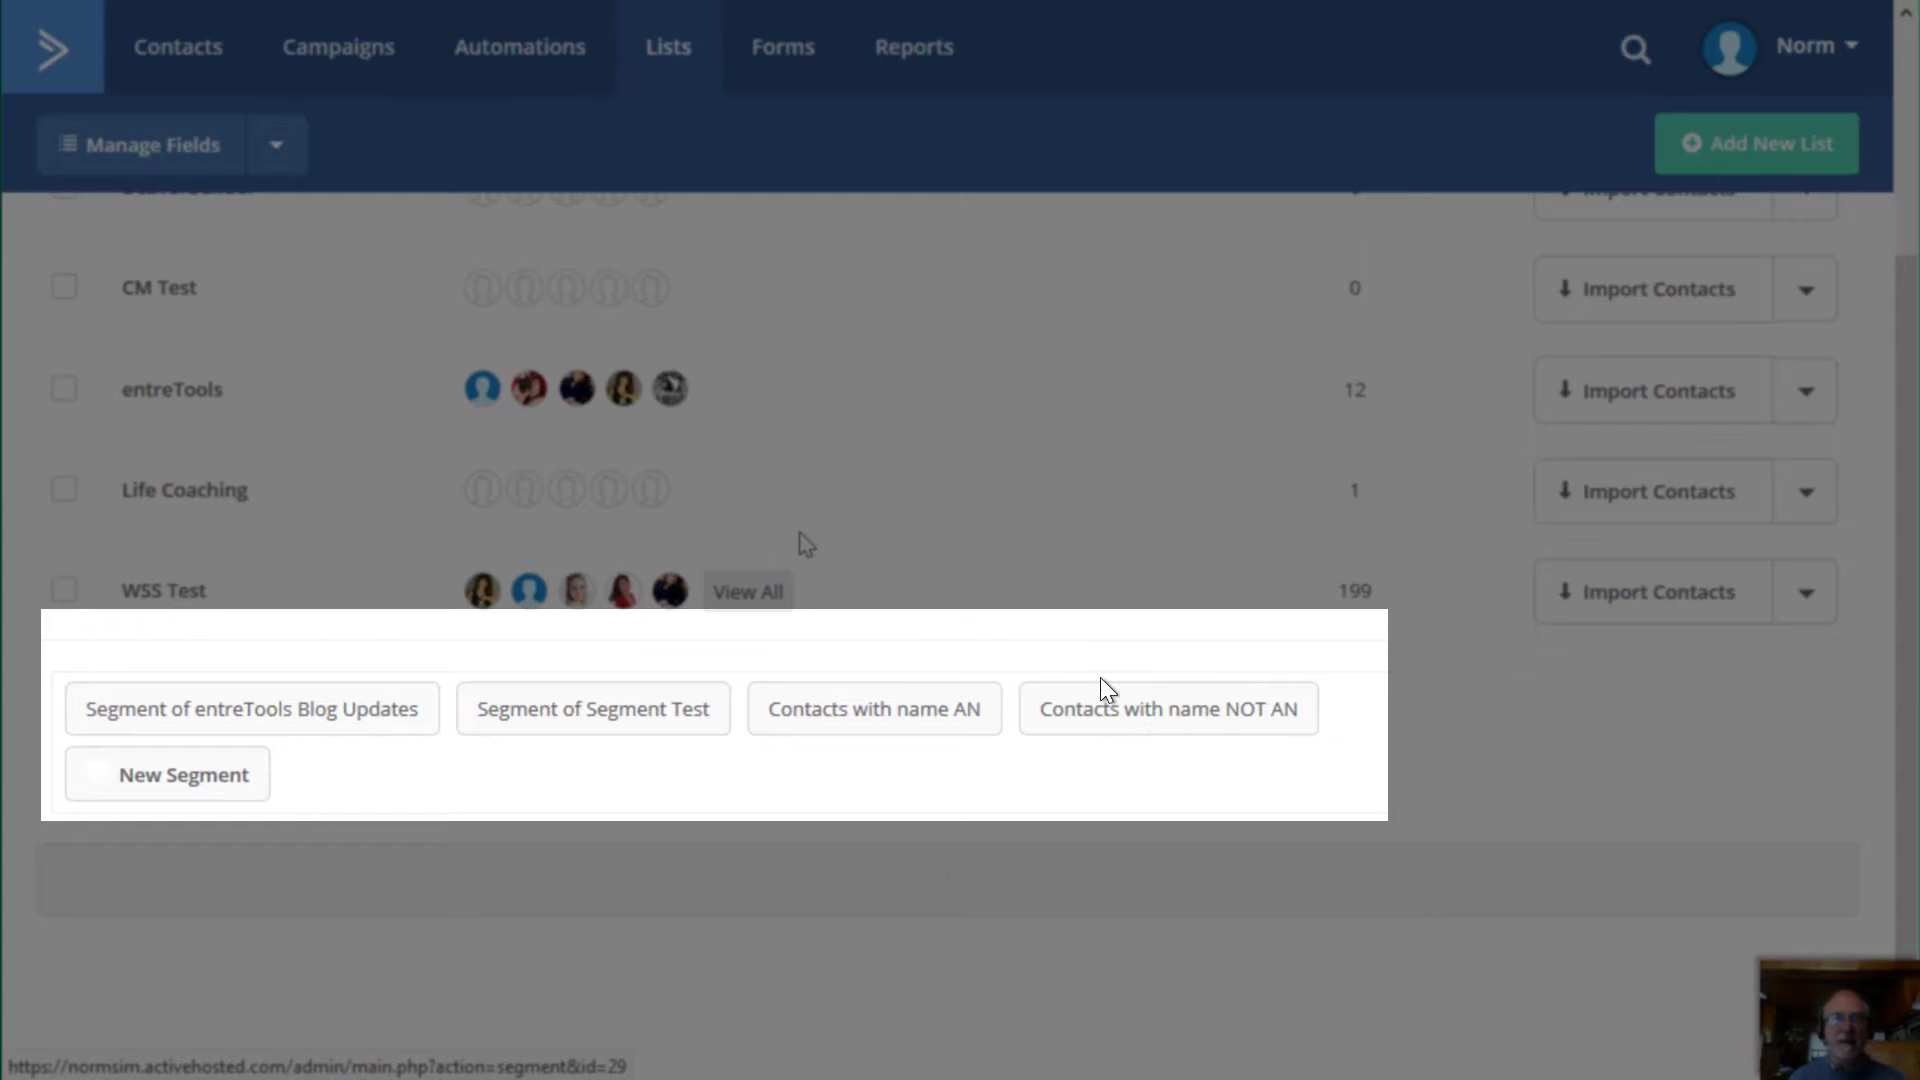 Contacts Campaigns Automations Lists Forms Reports Norm
Manage Fields Add New List
CM Test 0 Import Contacts
entreTools 12 Import Contacts
Life Coaching 1 Import Contacts
WSS Test View All 199 Import Contacts
Segment of entreTools Blog Updates Segment of Segment Test Contacts with name AN Contacts with name NOT AN
New Segment
https://normsim.activehosted.com/admin/main.php?action=segment&id=29